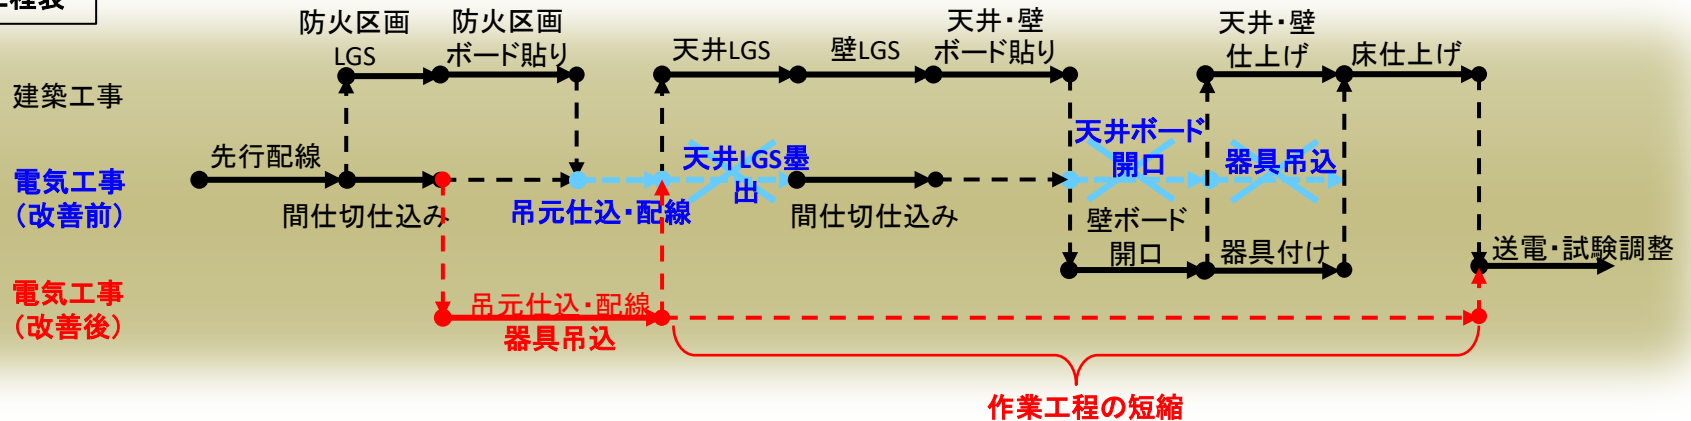 工程表
防火区画
LGS
防火区画
ボード貼り
天井LGS
壁LGS
天井・壁
ボード貼り
天井・壁
仕上げ
床仕上げ
建築工事
先行配線
天井LGS墨
出
天井ボード
開口
器具吊込
電気工事
（改善前）
間仕切仕込み
吊元仕込・配線
間仕切仕込み
壁ボード
開口
器具付け
送電・試験調整
電気工事
（改善後）
吊元仕込・配線
器具吊込
作業工程の短縮